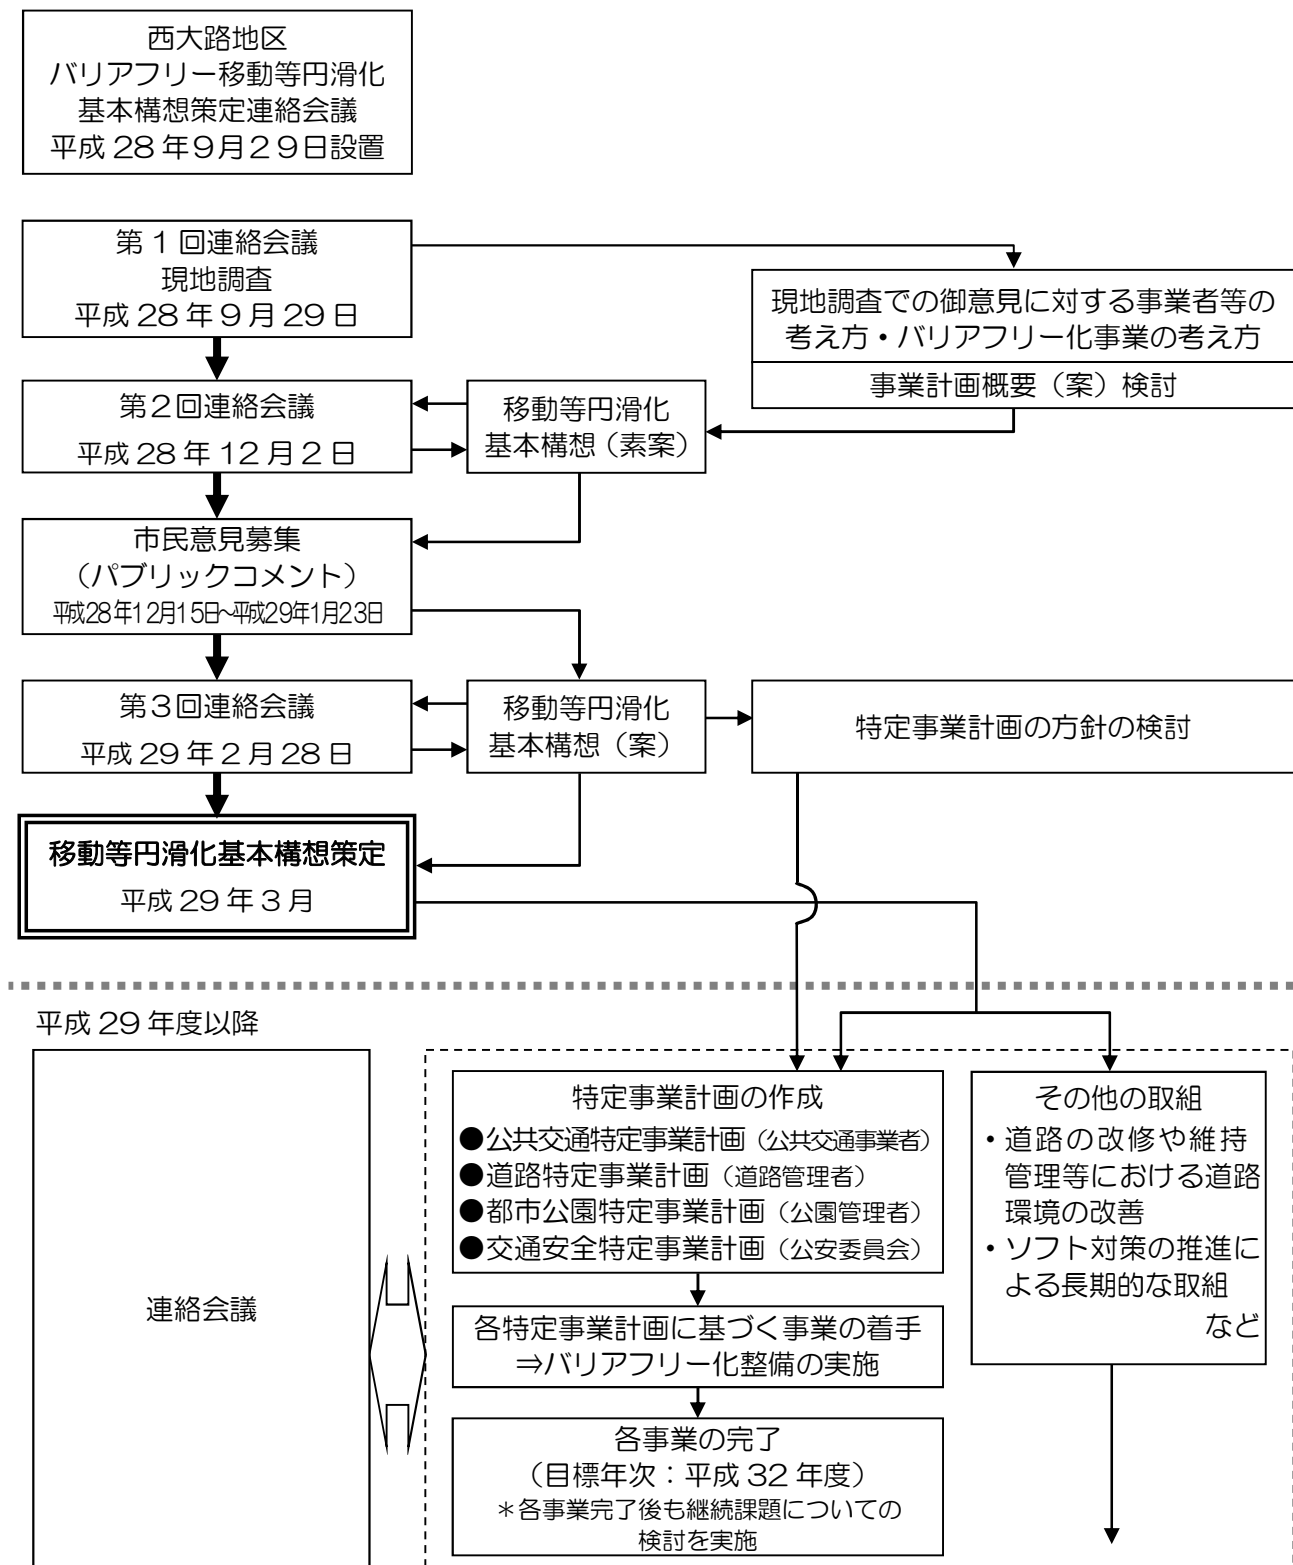 西大路地区
バリアフリー移動等円滑化
基本構想策定連絡会議
平成28年9月29日設置
第1回連絡会議
現地調査
平成28年9月29日
現地調査での御意見に対する事業者等の
考え方・バリアフリー化事業の考え方
事業計画概要（案）検討
第2回連絡会議
平成28年12月2日
移動等円滑化
基本構想（素案）
市民意見募集
（パブリックコメント）
平成28年12月15日～平成29年1月23日
第3回連絡会議
平成29年2月28日
移動等円滑化
基本構想（案）
特定事業計画の方針の検討
移動等円滑化基本構想策定
平成29年3月
平成29年度以降
連絡会議
特定事業計画の作成
●公共交通特定事業計画（公共交通事業者）
●道路特定事業計画（道路管理者）
●都市公園特定事業計画（公園管理者）
●交通安全特定事業計画（公安委員会）
各特定事業計画に基づく事業の着手
⇒バリアフリー化整備の実施
各事業の完了
（目標年次：平成32年度）
＊各事業完了後も継続課題についての
検討を実施
その他の取組
・道路の改修や維持
管理等における道路
環境の改善
・ソフト対策の推進に
よる長期的な取組
など